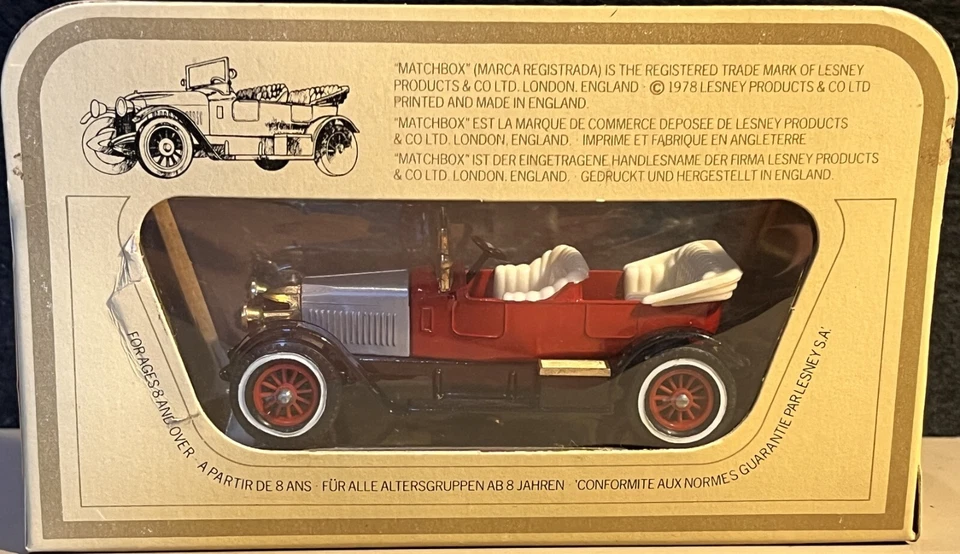 "MATCHBOX" (MARCA REGISTRADA) IS THE REGISTERED TRADE MARK OF LESNEY
PRODUCTS & CO LTD. LONDON. ENGLAND · © 1978 LESNEY PRODUCTS & CO LTD
PRINTED AND MADE IN ENGLAND.
"MATCHBOX" EST LA MARQUE DE COMMERCE DEPOSEE DE LESNEY PRODUCTS
& CO LTD. LONDON, ENGLAND. · IMPRIME ET FABRIQUE EN ANGLETERRE
"MATCHBOX" IST DER EINGETRAGENE HANDLESNAME DER FIRMA LESNEY PRODUCTS
& CO LTD. LONDON. ENGLAND. · GEDRUCKT UND HERGESTELLT IN ENGLAND.
FOR AGES 8 AND OVER · A PARTIR DE 8 ANS · FÜR ALLE ALTERSGRUPPEN AB 8 JAHREN · 'CONFORMITE AUX NORMES GUARANTIE PAR LESNEY S.A.'